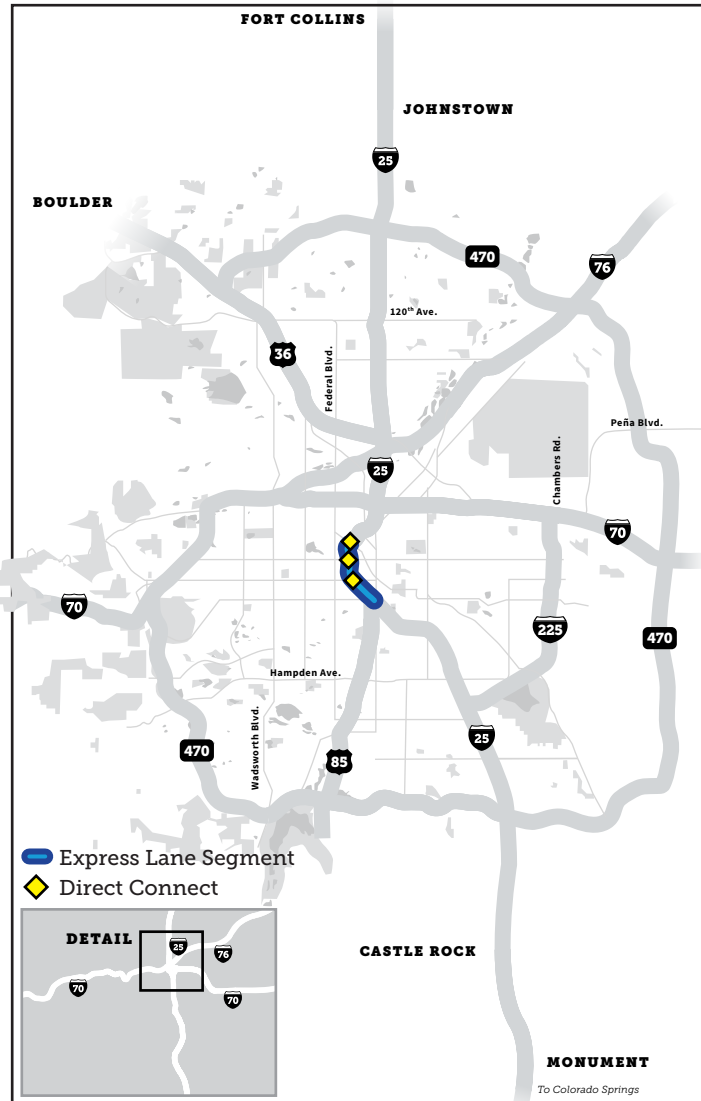 FORT COLLINS
JOHNSTOWN
25
BOULDER
470
76
120th Ave.
36
Federal Blvd.
Peña Blvd.
Chambers Rd.
25
70
70
225
470
Hampden Ave.
Wadsworth Blvd.
25
470
85
Express Lane Segment
Direct Connect
DETAIL
25
76
70
70
CASTLE ROCK
MONUMENT
To Colorado Springs